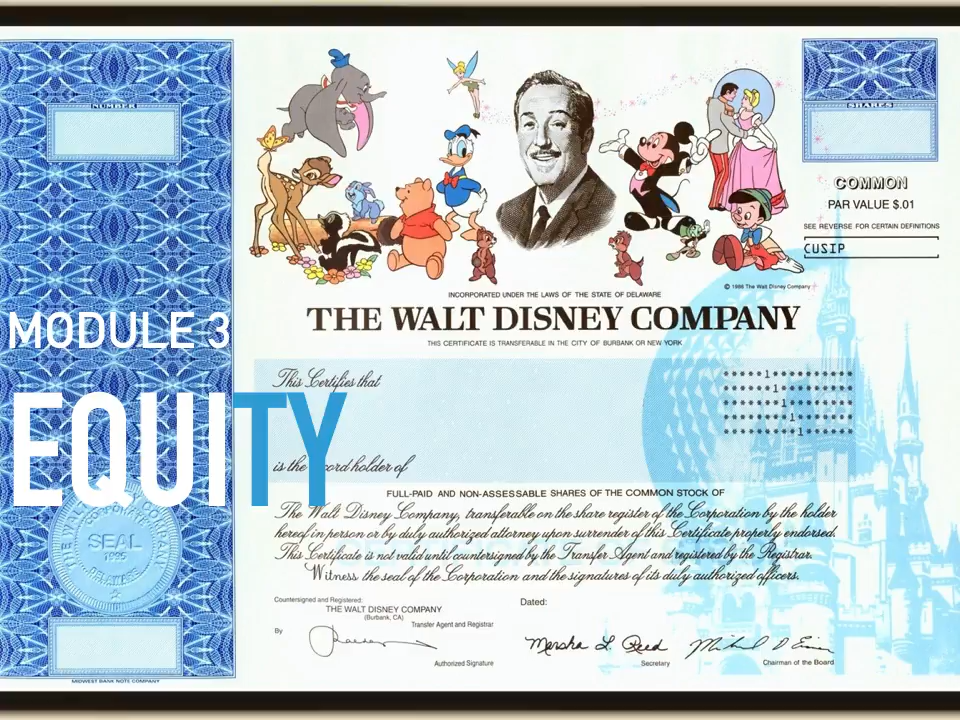 NUMBER
SHARES
COMMON
PAR VALUE $.01
SEE REVERSE FOR CERTAIN DEFINITIONS
CUSIP
© 1986 The Walt Disney Company
INCORPORATED UNDER THE LAWS OF THE STATE OF DELAWARE
THE WALT DISNEY COMPANY
THIS CERTIFICATE IS TRANSFERABLE IN THE CITY OF BURBANK OR NEW YORK
MODULE 3
EQUITY
This Certifies that
*****1**********
******1*********
*******1********
********1*******
*********1******
is the record holder of
FULL-PAID AND NON-ASSESSABLE SHARES OF THE COMMON STOCK OF
The Walt Disney Company, transferable on the share register of the Corporation by the holder
hereof in person or by duly authorized attorney upon surrender of this Certificate properly endorsed.
This Certificate is not valid until countersigned by the Transfer Agent and registered by the Registrar.
Witness the seal of the Corporation and the signatures of its duly authorized officers.
SEAL
Countersigned and Registered:
THE WALT DISNEY COMPANY
(Burbank, CA)
Transfer Agent and Registrar
By
Authorized Signature
Dated:
Marsha L. Reed
Secretary
Chairman of the Board
MIDWEST BANK NOTE COMPANY